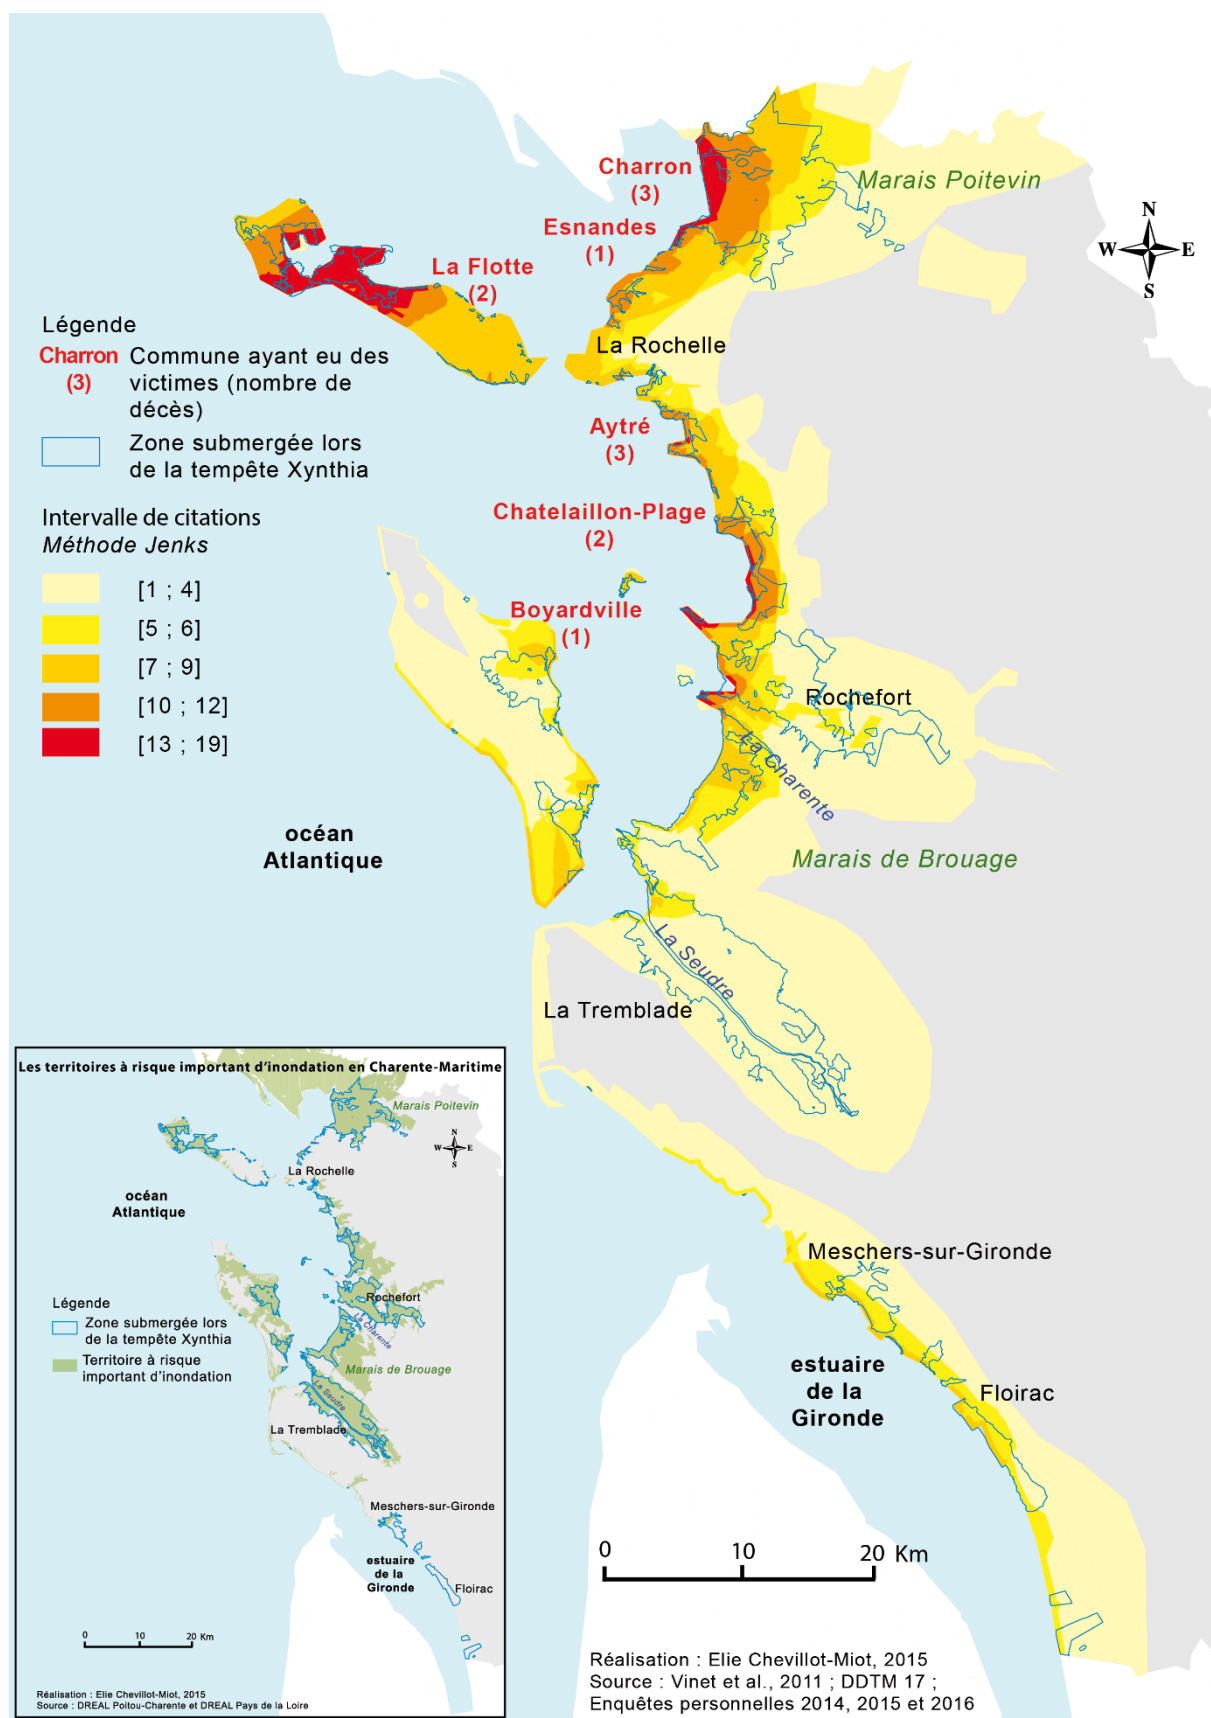 Charron
(3)
Marais Poitevin
Esnandes
(1)
La Flotte
(2)
N
W E
S
La Rochelle
Légende
Charron
(3)
Commune ayant eu des
victimes (nombre de
décès)
Zone submergée lors
de la tempête Xynthia
Intervalle de citations
Méthode Jenks
[1 ; 4]
[5 ; 6]
[7 ; 9]
[10 ; 12]
[13 ; 19]
Aytré
(3)
Chatelaillon-Plage
(2)
Boyardville
(1)
Rochefort
La Charente
océan
Atlantique
Marais de Brouage
La Seudre
La Tremblade
Meschers-sur-Gironde
estuaire
de la
Gironde
Floirac
0 10 20 Km
Réalisation : Elie Chevillot-Miot, 2015
Source : Vinet et al., 2011 ; DDTM 17 ;
Enquêtes personnelles 2014, 2015 et 2016
Les territoires à risque important d'inondation en Charente-Maritime
Marais Poitevin
N
W E
S
La Rochelle
océan
Atlantique
Rochefort
La Charente
Légende
Zone submergée lors
de la tempête Xynthia
Territoire à risque
important d'inondation
Marais de Brouage
La Seudre
La Tremblade
Meschers-sur-Gironde
estuaire
de la
Gironde
Floirac
0 10 20 Km
Réalisation : Elie Chevillot-Miot, 2015
Source : DREAL Poitou-Charente et DREAL Pays de la Loire